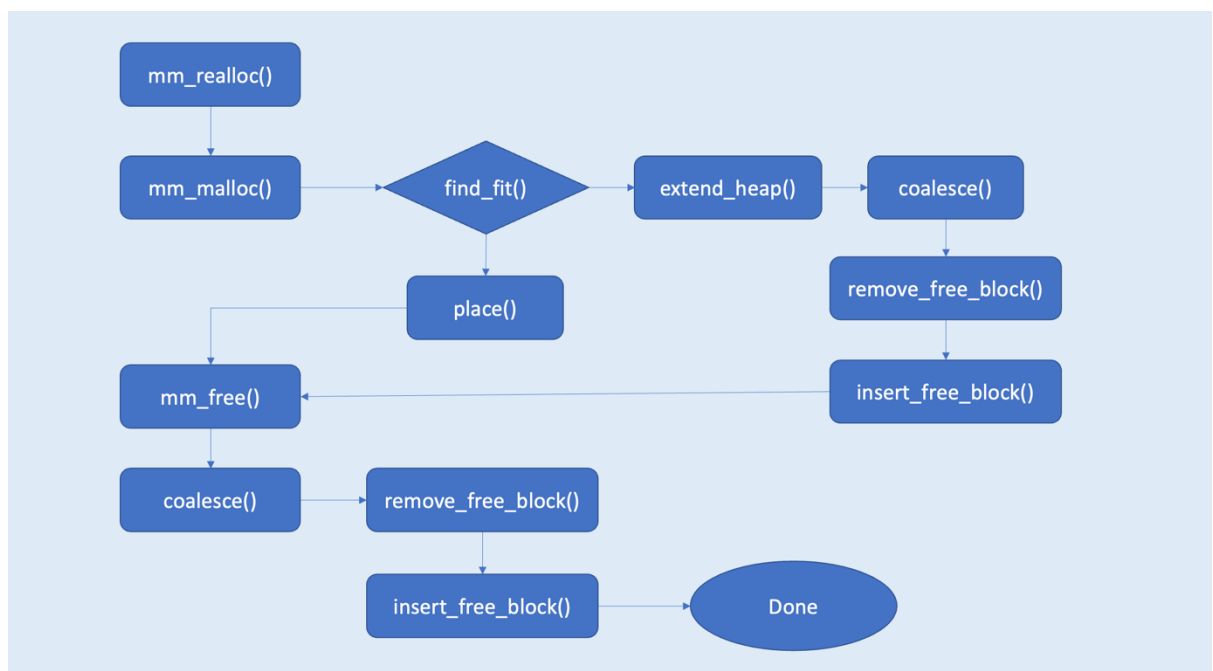 mm_realloc()
mm_malloc()
find_fit()
extend_heap()
coalesce()
remove_free_block()
place()
mm_free()
insert_free_block()
coalesce()
remove_free_block()
insert_free_block()
Done